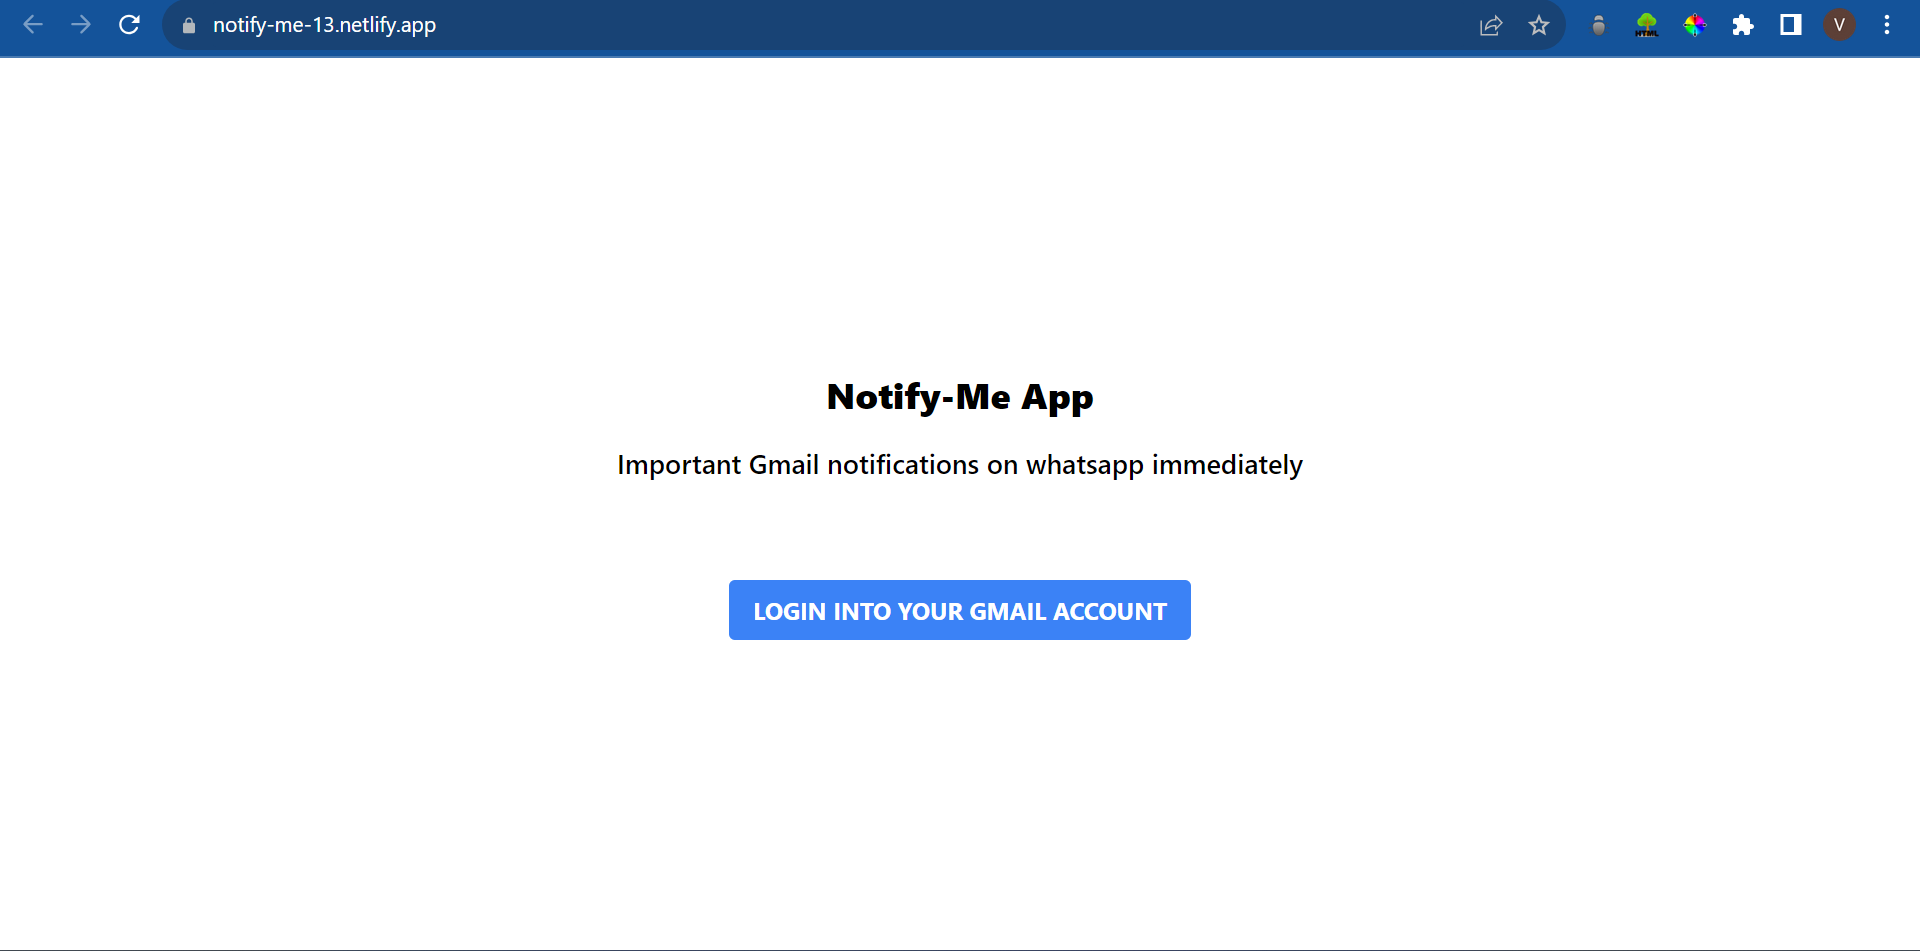 notify-me-13.netlify.app
HTML
V
Notify-Me App
Important Gmail notifications on whatsapp immediately
LOGIN INTO YOUR GMAIL ACCOUNT